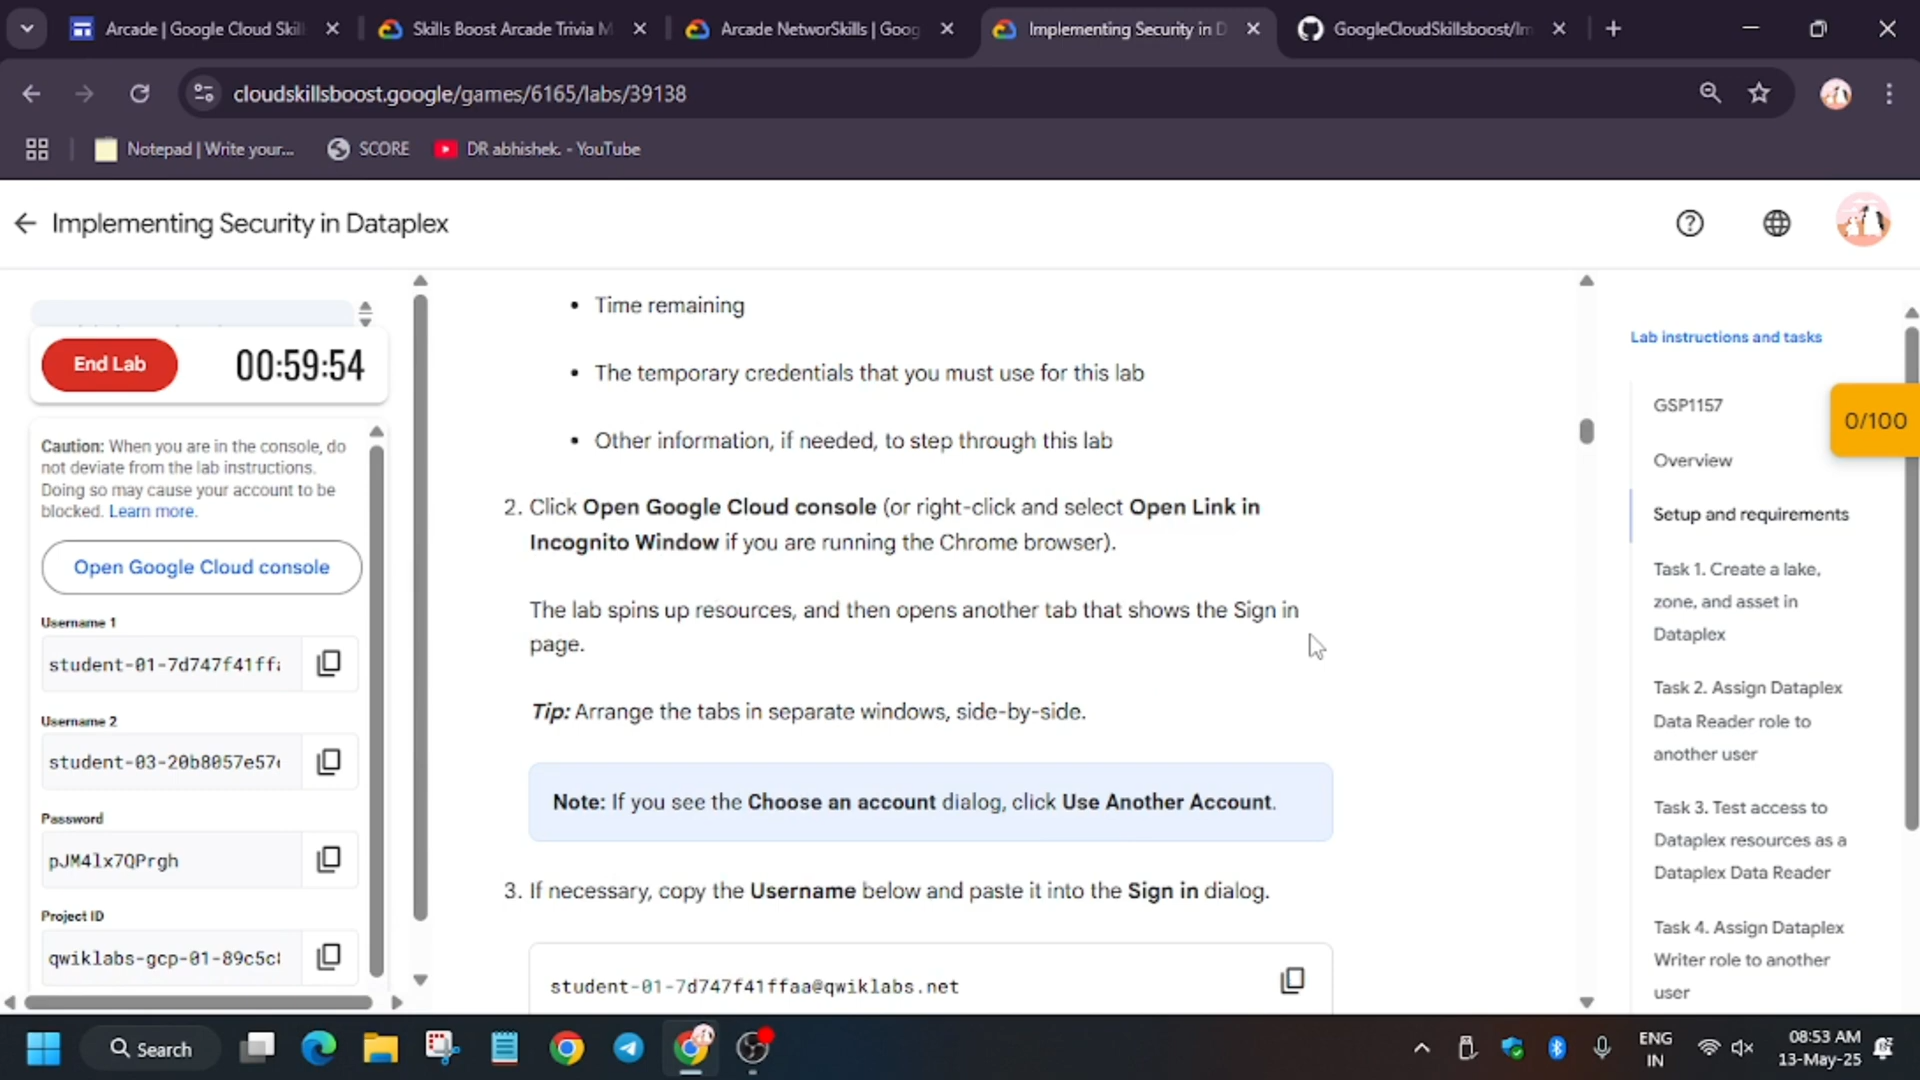 Arcade | Google Cloud Skil
Skills Boost Arcade Trivia M
Arcade NetworSkills | Goog
Implementing Security in D
GoogleCloudSkillsboost/Im
cloudskillsboost.google/games/6165/labs/39138
Notepad | Write your...
SCORE
DR abhishek. - YouTube
Implementing Security in Dataplex
End Lab
00:59:54
Caution: When you are in the console, do
not deviate from the lab instructions.
Doing so may cause your account to be
blocked. Learn more.
Open Google Cloud console
Username 1
student-01-7d747f41ffa
Username 2
student-03-20b8057e57
Password
pJM4lx7QPrgh
Project ID
qwiklabs-gcp-01-89c5c
• Time remaining
• The temporary credentials that you must use for this lab
• Other information, if needed, to step through this lab
2. Click Open Google Cloud console (or right-click and select Open Link in
Incognito Window if you are running the Chrome browser).
The lab spins up resources, and then opens another tab that shows the Sign in
page.
Tip: Arrange the tabs in separate windows, side-by-side.
Note: If you see the Choose an account dialog, click Use Another Account.
3. If necessary, copy the Username below and paste it into the Sign in dialog.
student-01-7d747f41ffaa@qwiklabs.net
Lab instructions and tasks
GSP1157
0/100
Overview
Setup and requirements
Task 1. Create a lake,
zone, and asset in
Dataplex
Task 2. Assign Dataplex
Data Reader role to
another user
Task 3. Test access to
Dataplex resources as a
Dataplex Data Reader
Task 4. Assign Dataplex
Writer role to another
user
Search
ENG
IN
08:53 AM
13-May-25